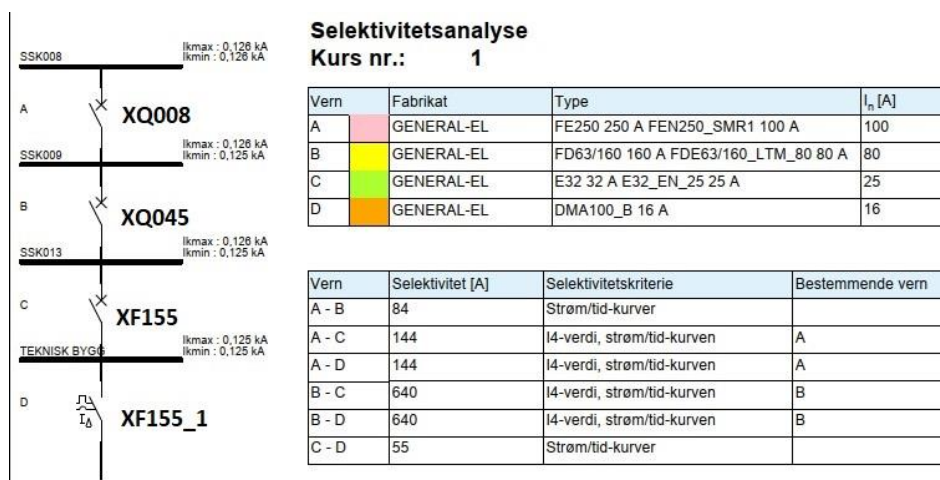 Selektivitetsanalyse
Kurs nr.: 1
SSK008
Ikmax : 0,126 kA
Ikmin : 0,126 kA
A
XQ008
SSK009
Ikmax : 0,126 kA
Ikmin : 0,125 kA
B
XQ045
SSK013
Ikmax : 0,126 kA
Ikmin : 0,125 kA
C
XF155
TEKNISK BYGG
Ikmax : 0,125 kA
Ikmin : 0,125 kA
D
IΔ
XF155_1
Vern Fabrikat Type In [A]
A GENERAL-EL FE250 250 A FEN250_SMR1 100 A 100
B GENERAL-EL FD63/160 160 A FDE63/160_LTM_80 80 A 80
C GENERAL-EL E32 32 A E32_EN_25 25 A 25
D GENERAL-EL DMA100_B 16 A 16
Vern Selektivitet [A] Selektivitetskriterie Bestemmende vern
A - B 84 Strøm/tid-kurver
A - C 144 I4-verdi, strøm/tid-kurven A
A - D 144 I4-verdi, strøm/tid-kurven A
B - C 640 I4-verdi, strøm/tid-kurven B
B - D 640 I4-verdi, strøm/tid-kurven B
C - D 55 Strøm/tid-kurver